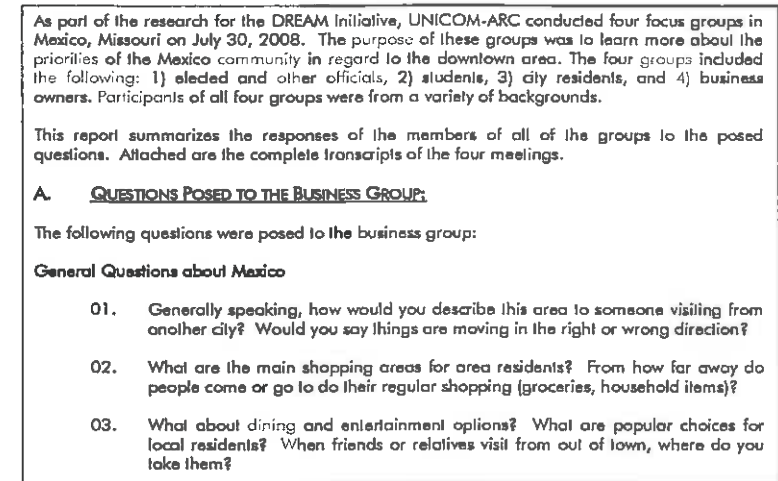 As part of the research for the DREAM Initiative, UNICOM-ARC conducted four focus groups in
Mexico, Missouri on July 30, 2008. The purpose of these groups was to learn more about the
priorities of the Mexico community in regard to the downtown area. The four groups included
the following: 1) elected and other officials, 2) students, 3) city residents, and 4) business
owners. Participants of all four groups were from a variety of backgrounds.
This report summarizes the responses of the members of all of the groups to the posed
questions. Attached are the complete transcripts of the four meetings.
A. QUESTIONS POSED TO THE BUSINESS GROUP:
The following questions were posed to the business group:
General Questions about Mexico
01. Generally speaking, how would you describe this area to someone visiting from
another city? Would you say things are moving in the right or wrong direction?
02. What are the main shopping areas for area residents? From how far away do
people come or go to do their regular shopping (groceries, household items)?
03. What about dining and entertainment options? What are popular choices for
local residents? When friends or relatives visit from out of town, where do you
take them?